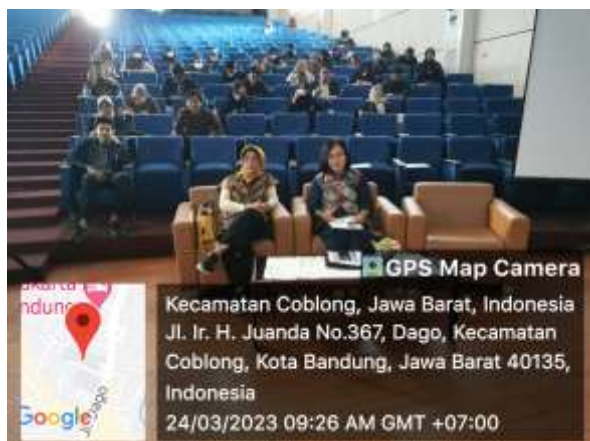 GPS Map Camera
Kecamatan Coblong, Jawa Barat, Indonesia
Jl. Ir. H. Juanda No.367, Dago, Kecamatan
Coblong, Kota Bandung, Jawa Barat 40135,
Indonesia
24/03/2023 09:26 AM GMT +07:00
Google